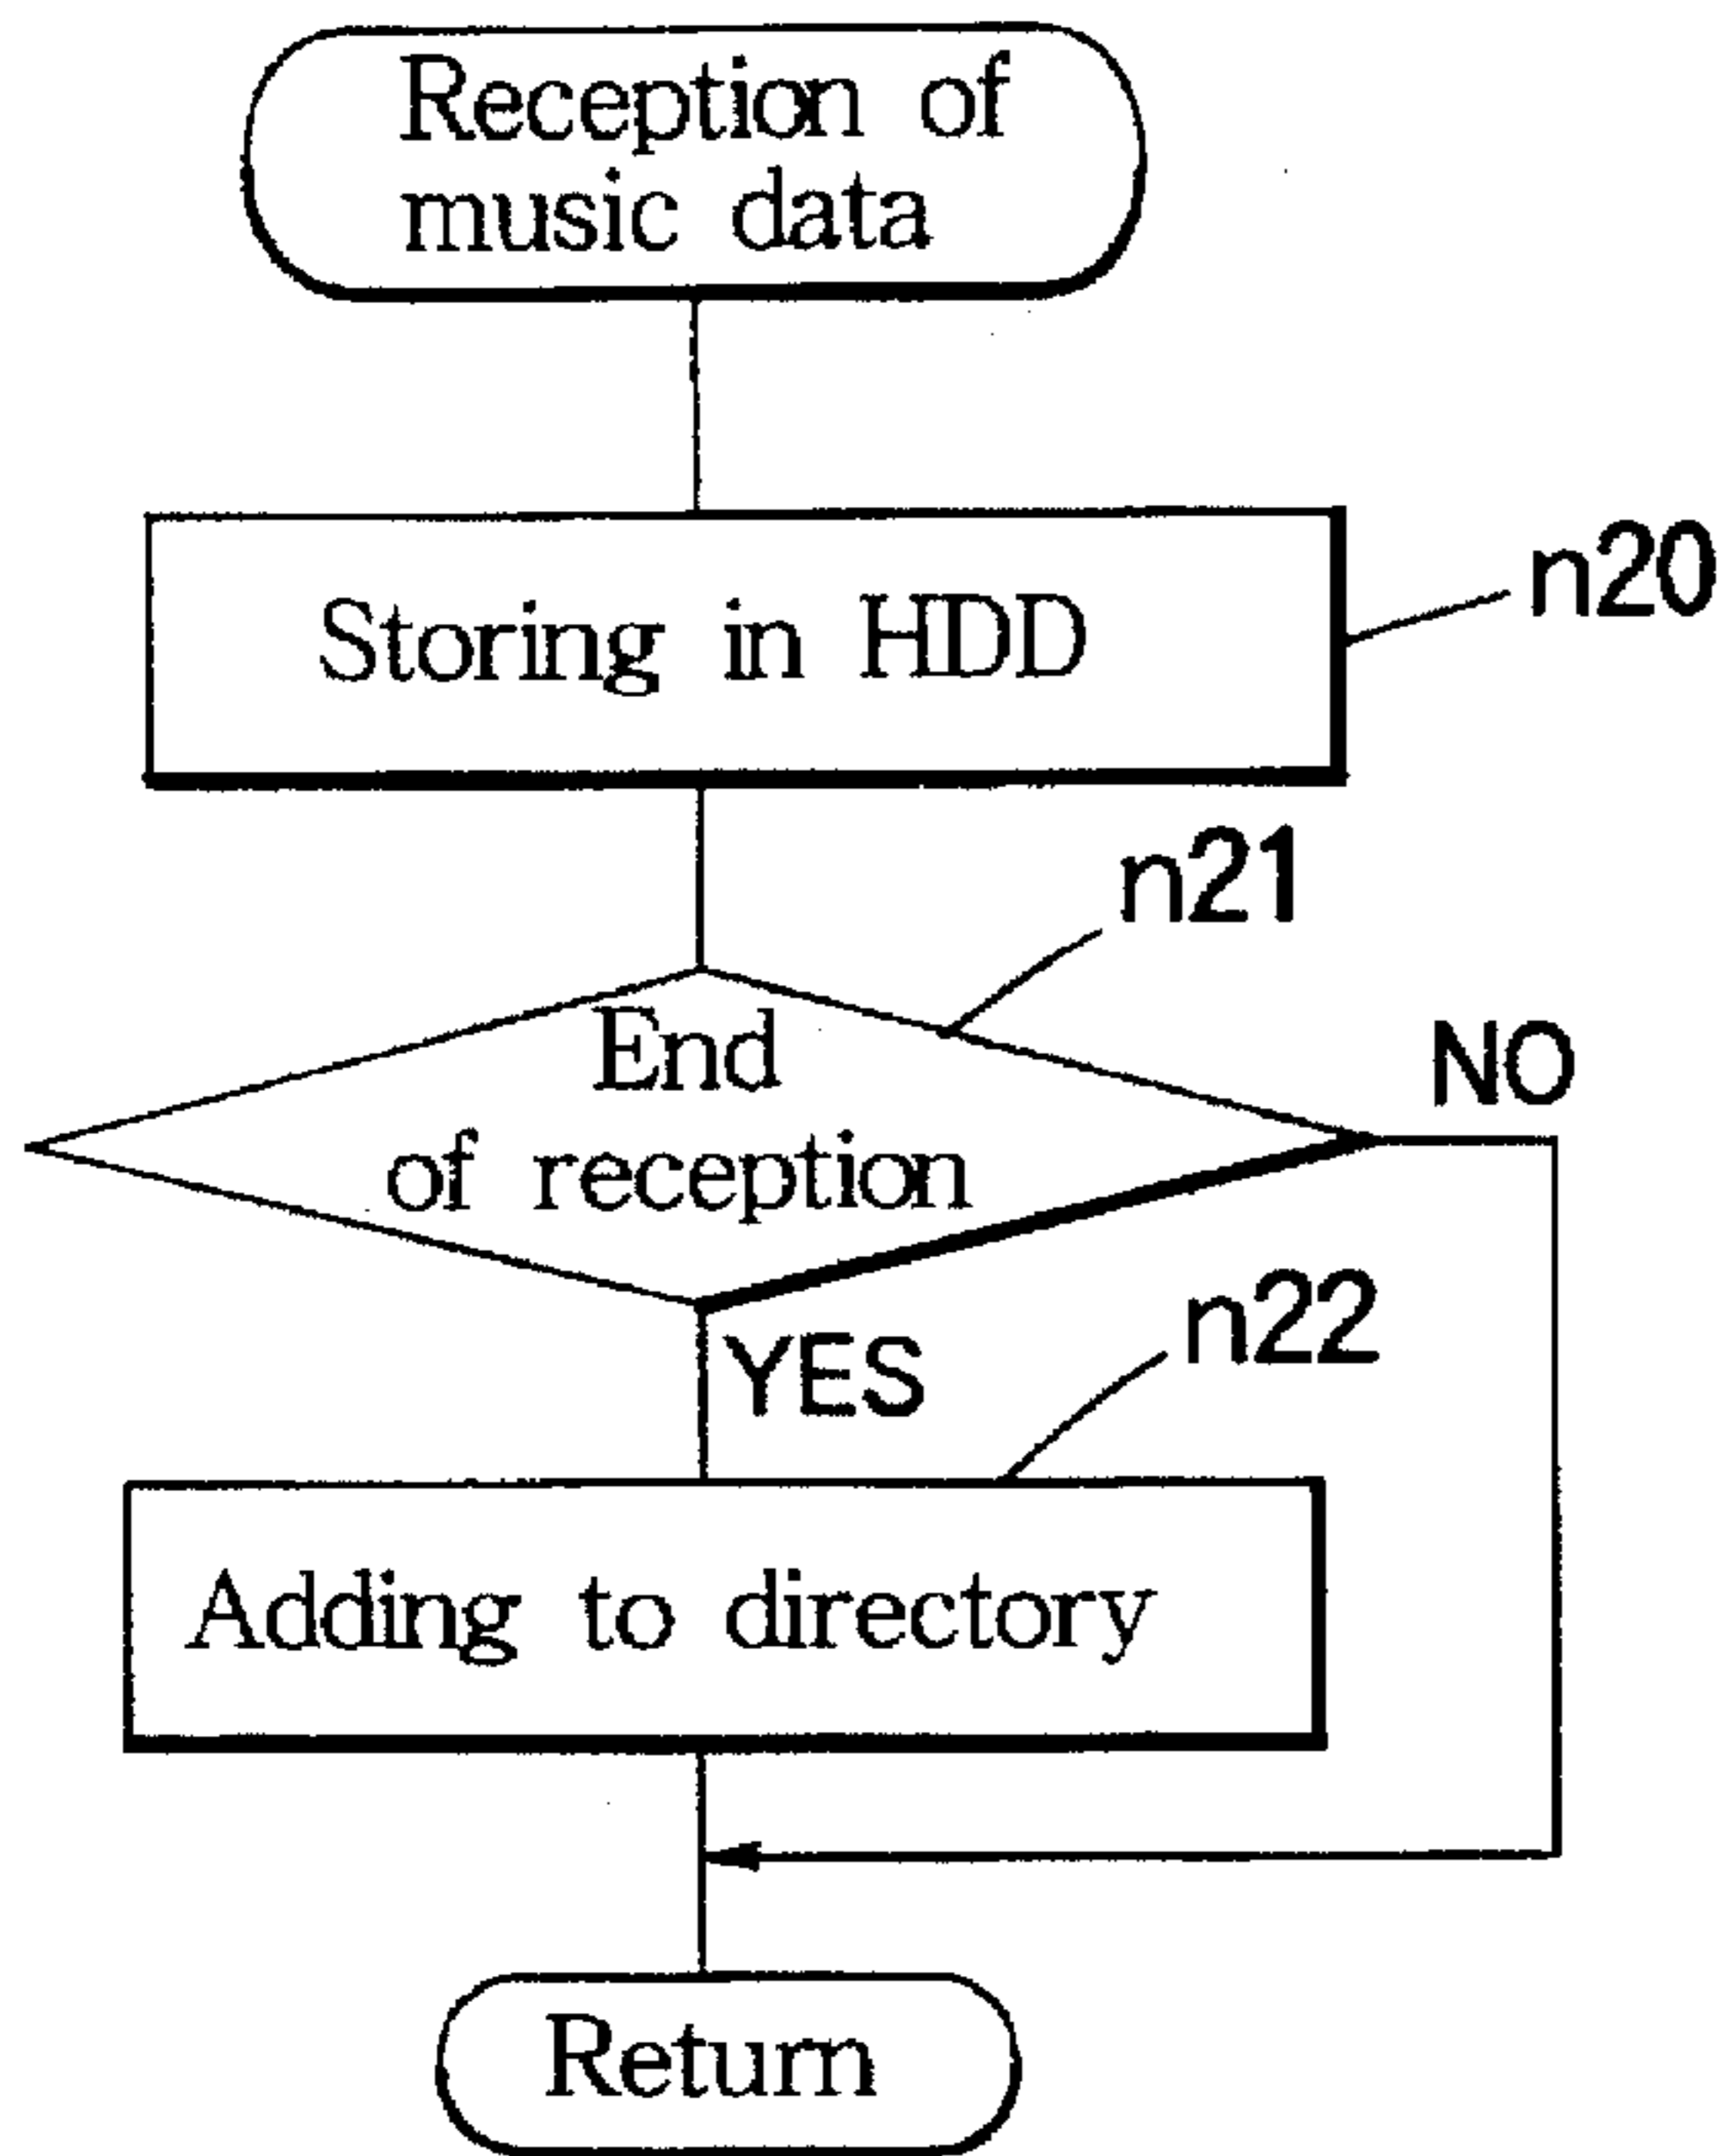 Reception of
music data
Storing in HDD
n20
n21
End
of reception
NO
YES
n22
Adding to directory
Return